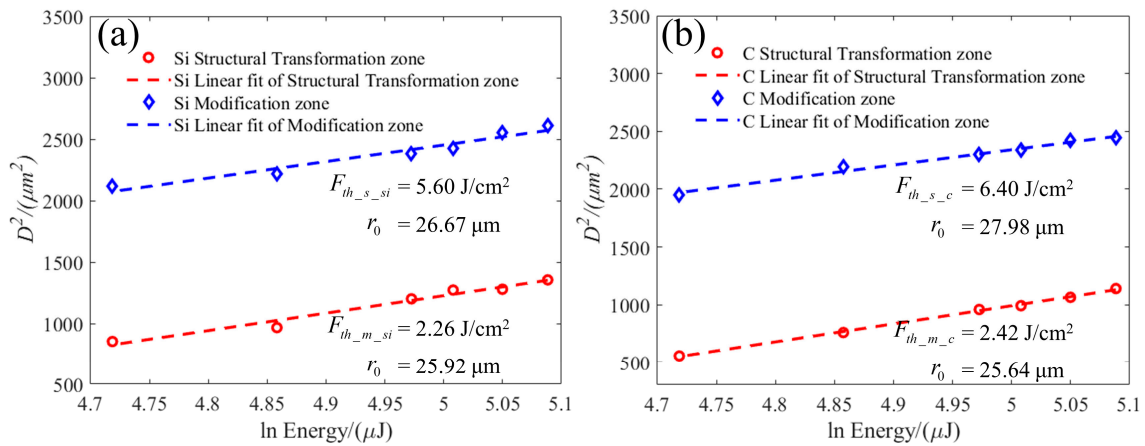 (a)
Si Structural Transformation zone
Si Linear fit of Structural Transformation zone
Si Modification zone
Si Linear fit of Modification zone
F_th_s_si = 5.60 J/cm²
r₀ = 26.67 μm
F_th_m_si = 2.26 J/cm²
r₀ = 25.92 μm
D²/(μm²)
3500
3000
2500
2000
1500
1000
500
4.7 4.75 4.8 4.85 4.9 4.95 5 5.05 5.1
ln Energy/(μJ)
(b)
C Structural Transformation zone
C Linear fit of Structural Transformation zone
C Modification zone
C Linear fit of Modification zone
F_th_s_c = 6.40 J/cm²
r₀ = 27.98 μm
F_th_m_c = 2.42 J/cm²
r₀ = 25.64 μm
D²/(μm²)
3500
3000
2500
2000
1500
1000
500
4.7 4.75 4.8 4.85 4.9 4.95 5 5.05 5.1
ln Energy/(μJ)